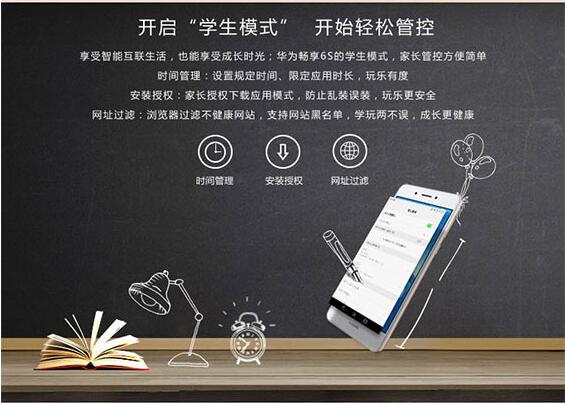 开启“学生模式” 开始轻松管控
享受智能互联生活，也能享受成长时光；华为畅享6S的学生模式，家长管控方便简单
时间管理：设置规定时间、限定应用时长，玩乐有度
安装授权：家长授权下载应用模式，防止乱装误装，玩乐更安全
网址过滤：浏览器过滤不健康网站，支持网站黑名单，学玩两不误，成长更健康
时间管理 安装授权 网址过滤